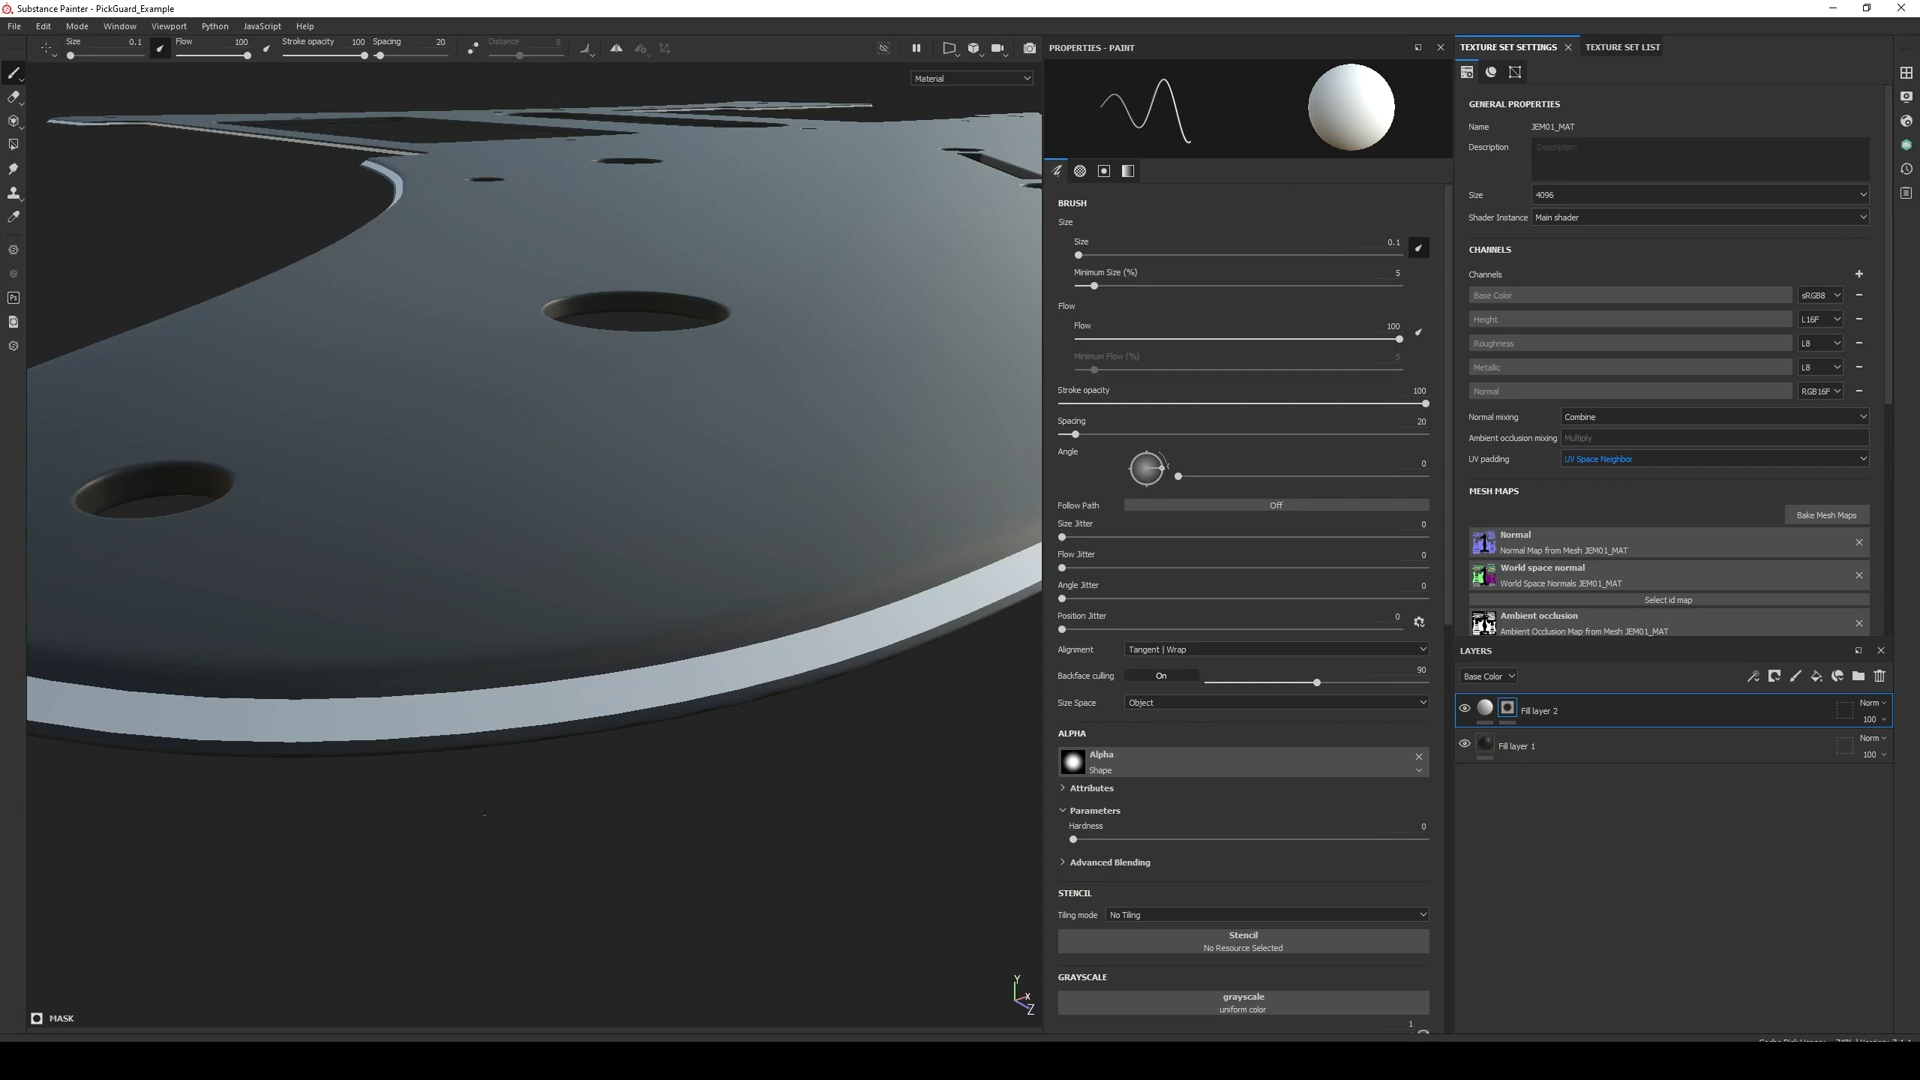 Substance Painter - PickGuard_Example
File Edit Mode Window Viewport Python JavaScript Help
Size 0.1 Flow 100 Stroke opacity 100 Spacing 20 Distance 8
Material
MASK
Y
X
Z
PROPERTIES - PAINT
BRUSH
Size
Size 0.1
Minimum Size (%) 5
Flow
Flow 100
Minimum Flow (%) 5
Stroke opacity 100
Spacing 20
Angle 0
Follow Path Off
Size Jitter 0
Flow Jitter 0
Angle Jitter 0
Position Jitter 0
Alignment Tangent | Wrap
Backface culling On 90
Size Space Object
ALPHA
Alpha
Shape
Attributes
Parameters
Hardness 0
Advanced Blending
STENCIL
Tiling mode No Tiling
Stencil
No Resource Selected
GRAYSCALE
grayscale
uniform color
1
TEXTURE SET SETTINGS TEXTURE SET LIST
GENERAL PROPERTIES
Name JEM01_MAT
Description Description
Size 4096
Shader Instance Main shader
CHANNELS
Channels
Base Color sRGB8
Height L16F
Roughness L8
Metallic L8
Normal RGB16F
Normal mixing Combine
Ambient occlusion mixing Multiply
UV padding UV Space Neighbor
MESH MAPS
Bake Mesh Maps
Normal
Normal Map from Mesh JEM01_MAT
World space normal
World Space Normals JEM01_MAT
Select id map
Ambient occlusion
Ambient Occlusion Map from Mesh JEM01_MAT
LAYERS
Base Color
Fill layer 2 Norm
100
Fill layer 1 Norm
100